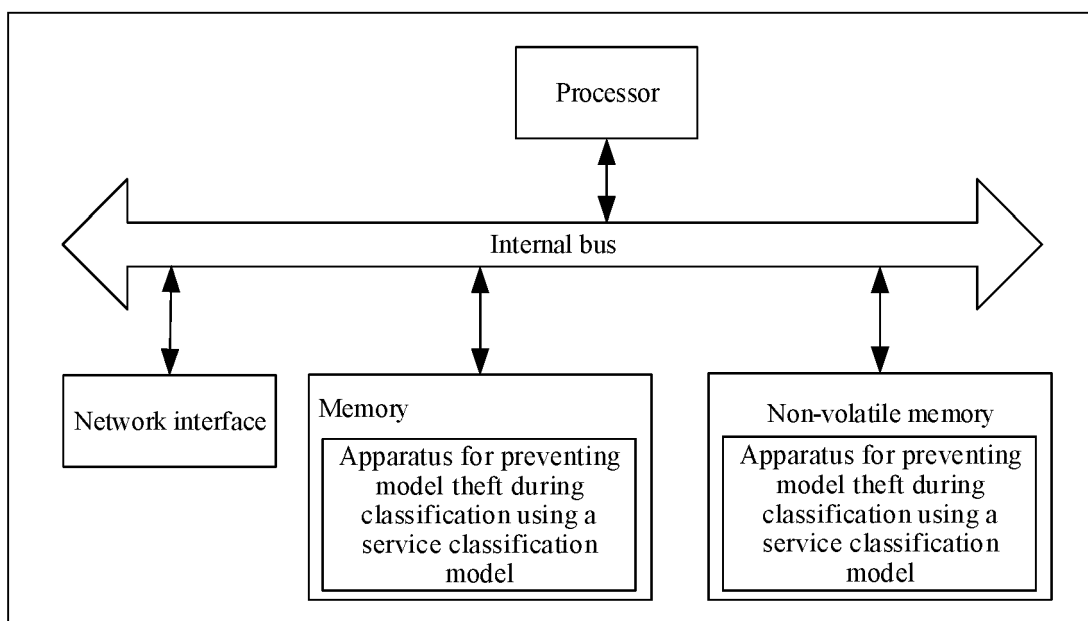 Processor
Internal bus
Network interface
Memory
Apparatus for preventing
model theft during
classification using a
service classification
model
Non-volatile memory
Apparatus for preventing
model theft during
classification using a
service classification
model